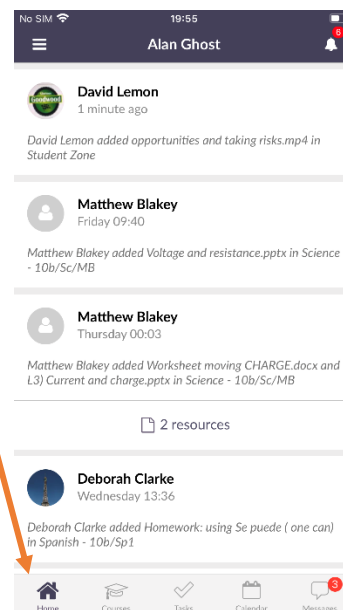 No SIM 19:55
6
Alan Ghost
Goodwood
David Lemon
1 minute ago
David Lemon added opportunities and taking risks.mp4 in
Student Zone
Matthew Blakey
Friday 09:40
Matthew Blakey added Voltage and resistance.pptx in Science
- 10b/Sc/MB
Matthew Blakey
Thursday 00:03
Matthew Blakey added Worksheet moving CHARGE.docx and
L3) Current and charge.pptx in Science - 10b/Sc/MB
2 resources
Deborah Clarke
Wednesday 13:36
Deborah Clarke added Homework: using Se puede ( one can)
in Spanish - 10b/Sp1
3
Home Courses Tasks Calendar Messages